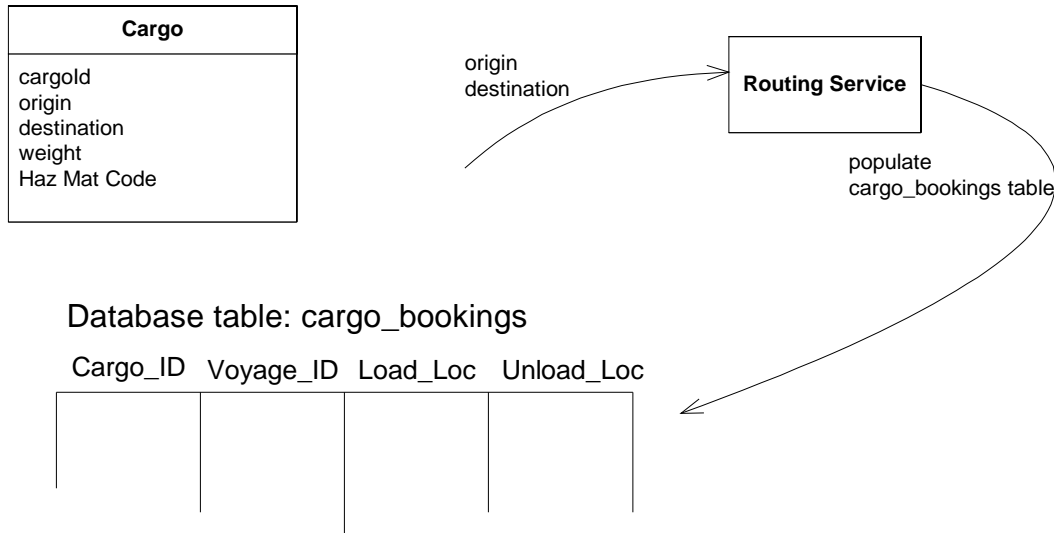 Cargo
cargoId
origin
destination
weight
Haz Mat Code
origin
destination
Routing Service
populate
cargo_bookings table
Database table: cargo_bookings
Cargo_ID Voyage_ID Load_Loc Unload_Loc